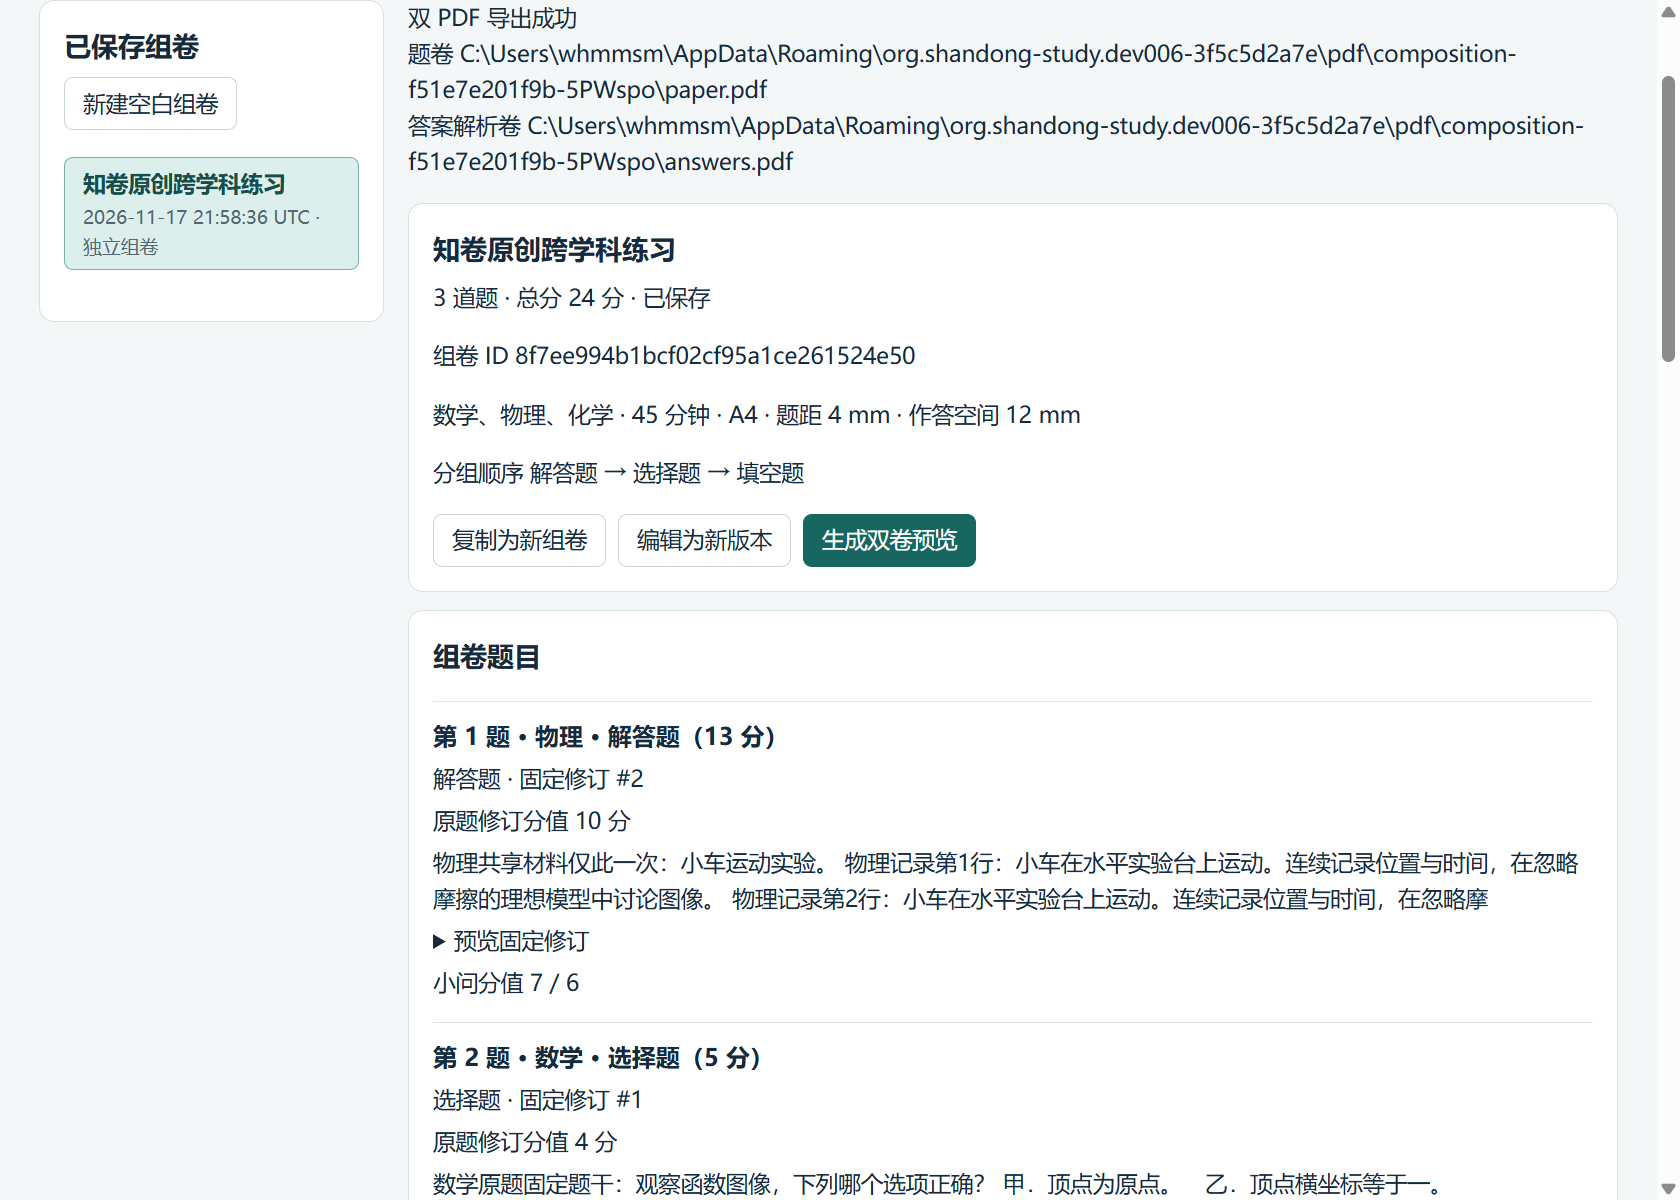 已保存组卷
新建空白组卷
知卷原创跨学科练习
2026-11-17 21:58:36 UTC ·
独立组卷
双 PDF 导出成功
题卷 C:\Users\whmmsm\AppData\Roaming\org.shandong-study.dev006-3f5c5d2a7e\pdf\composition-
f51e7e201f9b-5PWspo\paper.pdf
答案解析卷 C:\Users\whmmsm\AppData\Roaming\org.shandong-study.dev006-3f5c5d2a7e\pdf\composition-
f51e7e201f9b-5PWspo\answers.pdf
知卷原创跨学科练习
3 道题 · 总分 24 分 · 已保存
组卷 ID 8f7ee994b1bcf02cf95a1ce261524e50
数学、物理、化学 · 45 分钟 · A4 · 题距 4 mm · 作答空间 12 mm
分组顺序 解答题 → 选择题 → 填空题
复制为新组卷 编辑为新版本 生成双卷预览
组卷题目
第 1 题 • 物理 • 解答题（13 分）
解答题 · 固定修订 #2
原题修订分值 10 分
物理共享材料仅此一次：小车运动实验。 物理记录第1行：小车在水平实验台上运动。连续记录位置与时间，在忽略
摩擦的理想模型中讨论图像。 物理记录第2行：小车在水平实验台上运动。连续记录位置与时间，在忽略摩
▶ 预览固定修订
小问分值 7 / 6
第 2 题 • 数学 • 选择题（5 分）
选择题 · 固定修订 #1
原题修订分值 4 分
数学原题固定题干：观察函数图像，下列哪个选项正确？ 甲．顶点为原点。 乙．顶点横坐标等于一。